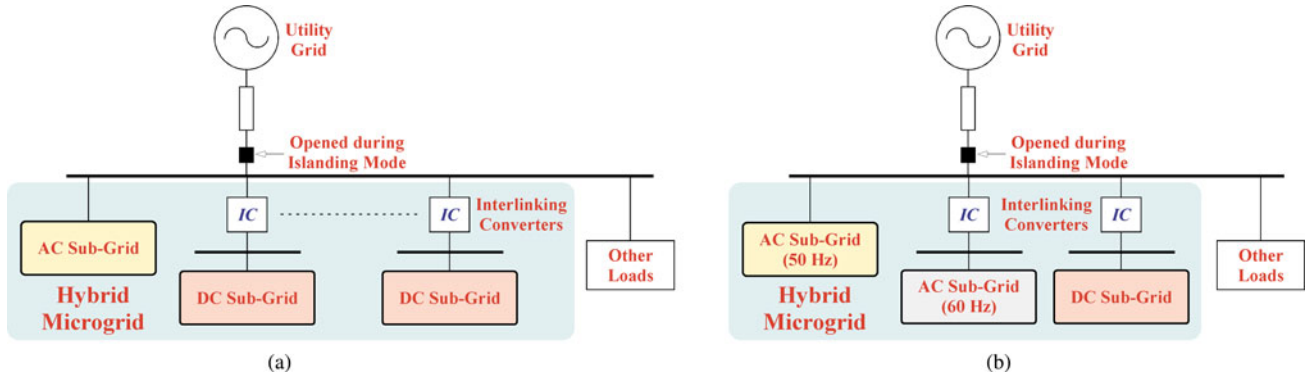 Utility
Grid
Opened during
Islanding Mode
IC
IC
Interlinking
Converters
AC Sub-Grid
Hybrid
Microgrid
DC Sub-Grid
DC Sub-Grid
Other
Loads
(a)
Utility
Grid
Opened during
Islanding Mode
IC
Interlinking
Converters
IC
AC Sub-Grid
(50 Hz)
Hybrid
Microgrid
AC Sub-Grid
(60 Hz)
DC Sub-Grid
Other
Loads
(b)